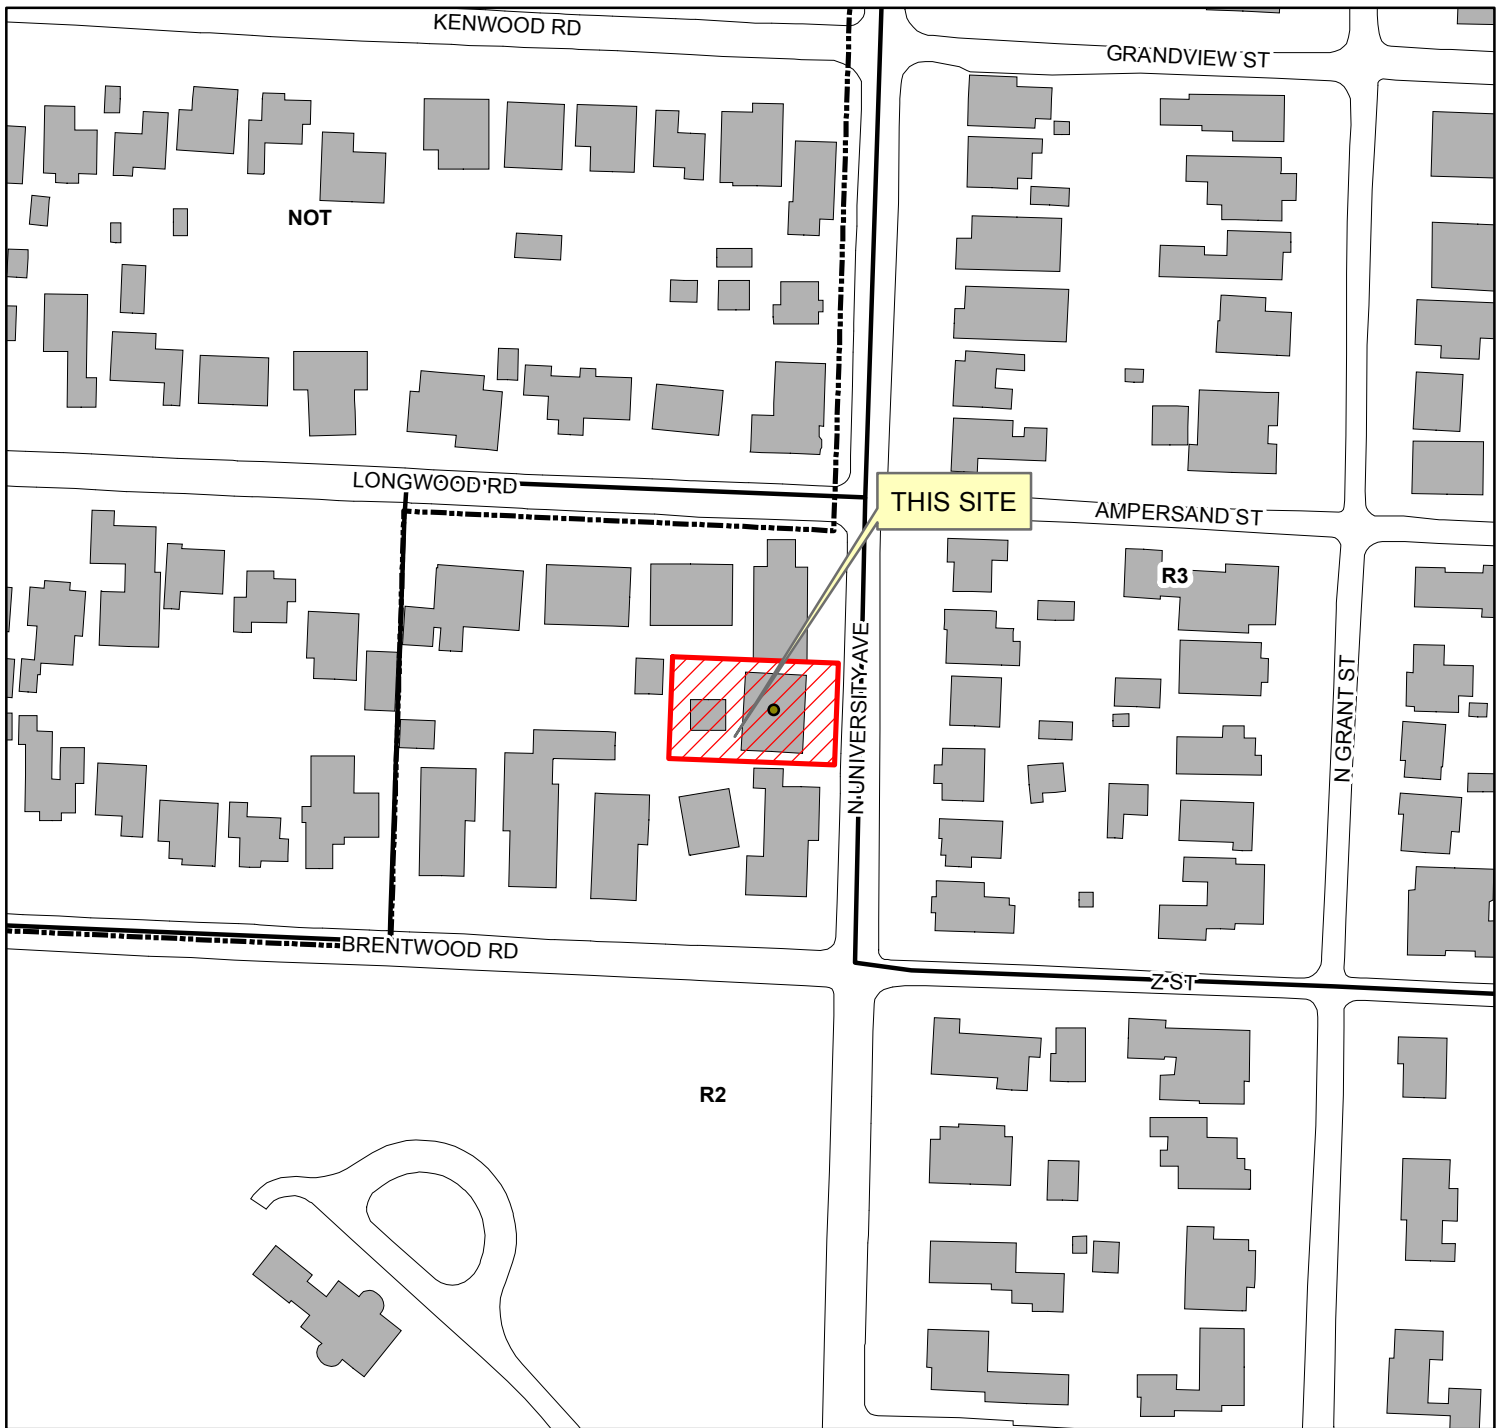 KENWOOD RD
GRANDVIEW ST
NOT
LONGWOOD RD
THIS SITE
AMPERSAND ST
R3
N UNIVERSITY AVE
N GRANT ST
BRENTWOOD RD
Z ST
R2